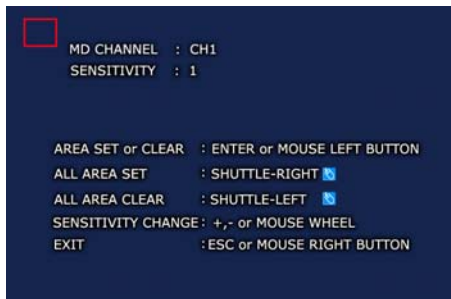 MD CHANNEL : CH1
SENSITIVITY : 1
AREA SET or CLEAR : ENTER or MOUSE LEFT BUTTON
ALL AREA SET : SHUTTLE-RIGHT
ALL AREA CLEAR : SHUTTLE-LEFT
SENSITIVITY CHANGE : +,- or MOUSE WHEEL
EXIT : ESC or MOUSE RIGHT BUTTON